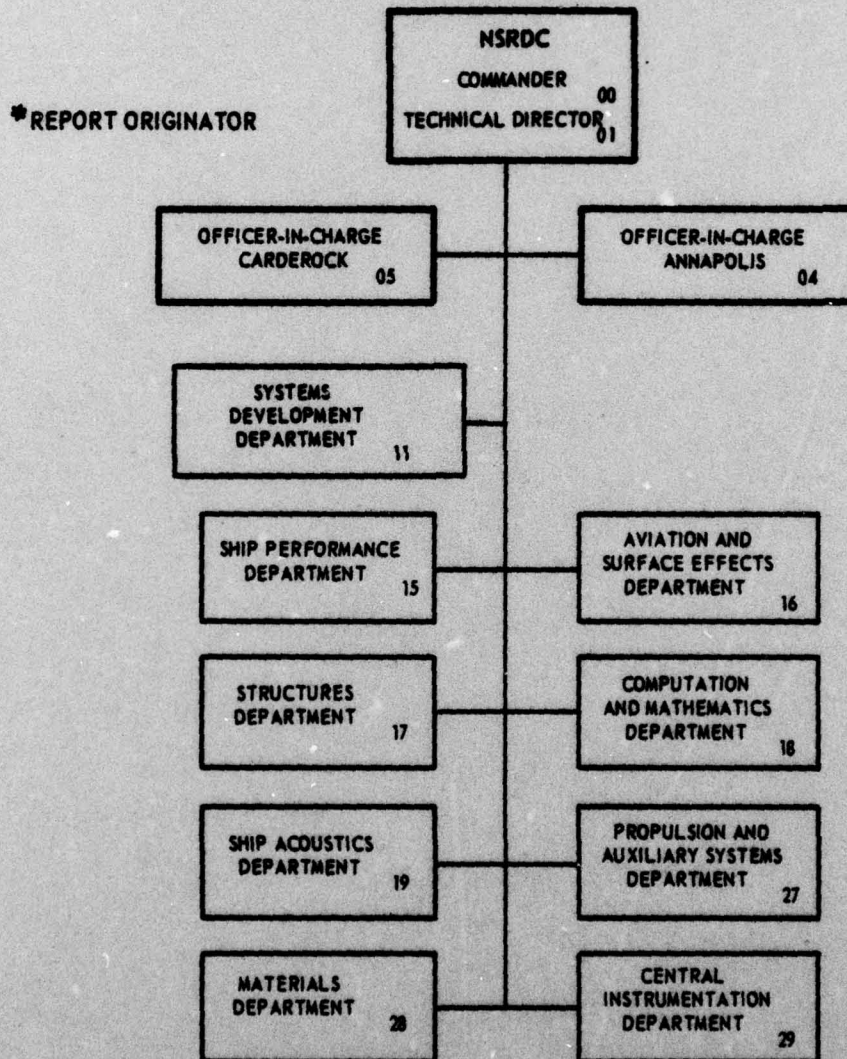 NSRDC
COMMANDER 00
TECHNICAL DIRECTOR 01
*REPORT ORIGINATOR
OFFICER-IN-CHARGE
CARDEROCK 05
OFFICER-IN-CHARGE
ANNAPOLIS 04
SYSTEMS
DEVELOPMENT
DEPARTMENT 11
SHIP PERFORMANCE
DEPARTMENT 15
AVIATION AND
SURFACE EFFECTS
DEPARTMENT 16
STRUCTURES
DEPARTMENT 17
COMPUTATION
AND MATHEMATICS
DEPARTMENT 18
SHIP ACOUSTICS
DEPARTMENT 19
PROPULSION AND
AUXILIARY SYSTEMS
DEPARTMENT 27
MATERIALS
DEPARTMENT 28
CENTRAL
INSTRUMENTATION
DEPARTMENT 29